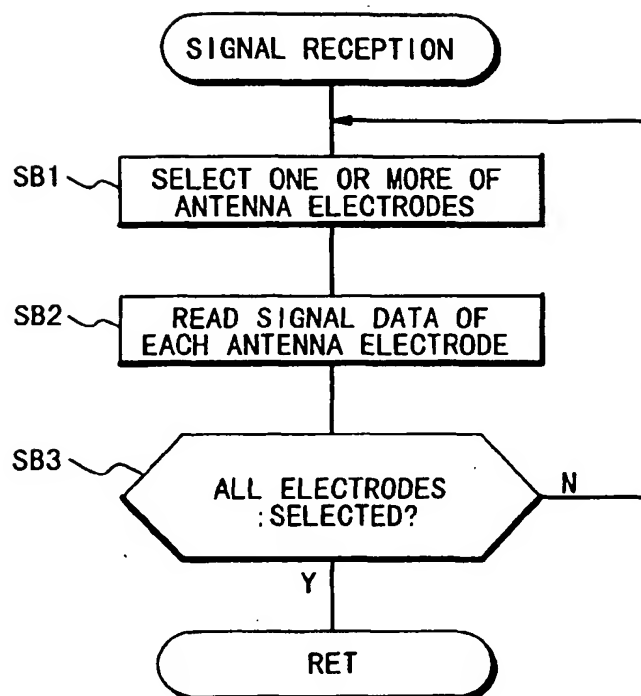 SIGNAL RECEPTION
SB1
SELECT ONE OR MORE OF
ANTENNA ELECTRODES
SB2
READ SIGNAL DATA OF
EACH ANTENNA ELECTRODE
SB3
ALL ELECTRODES
:SELECTED?
N
Y
RET